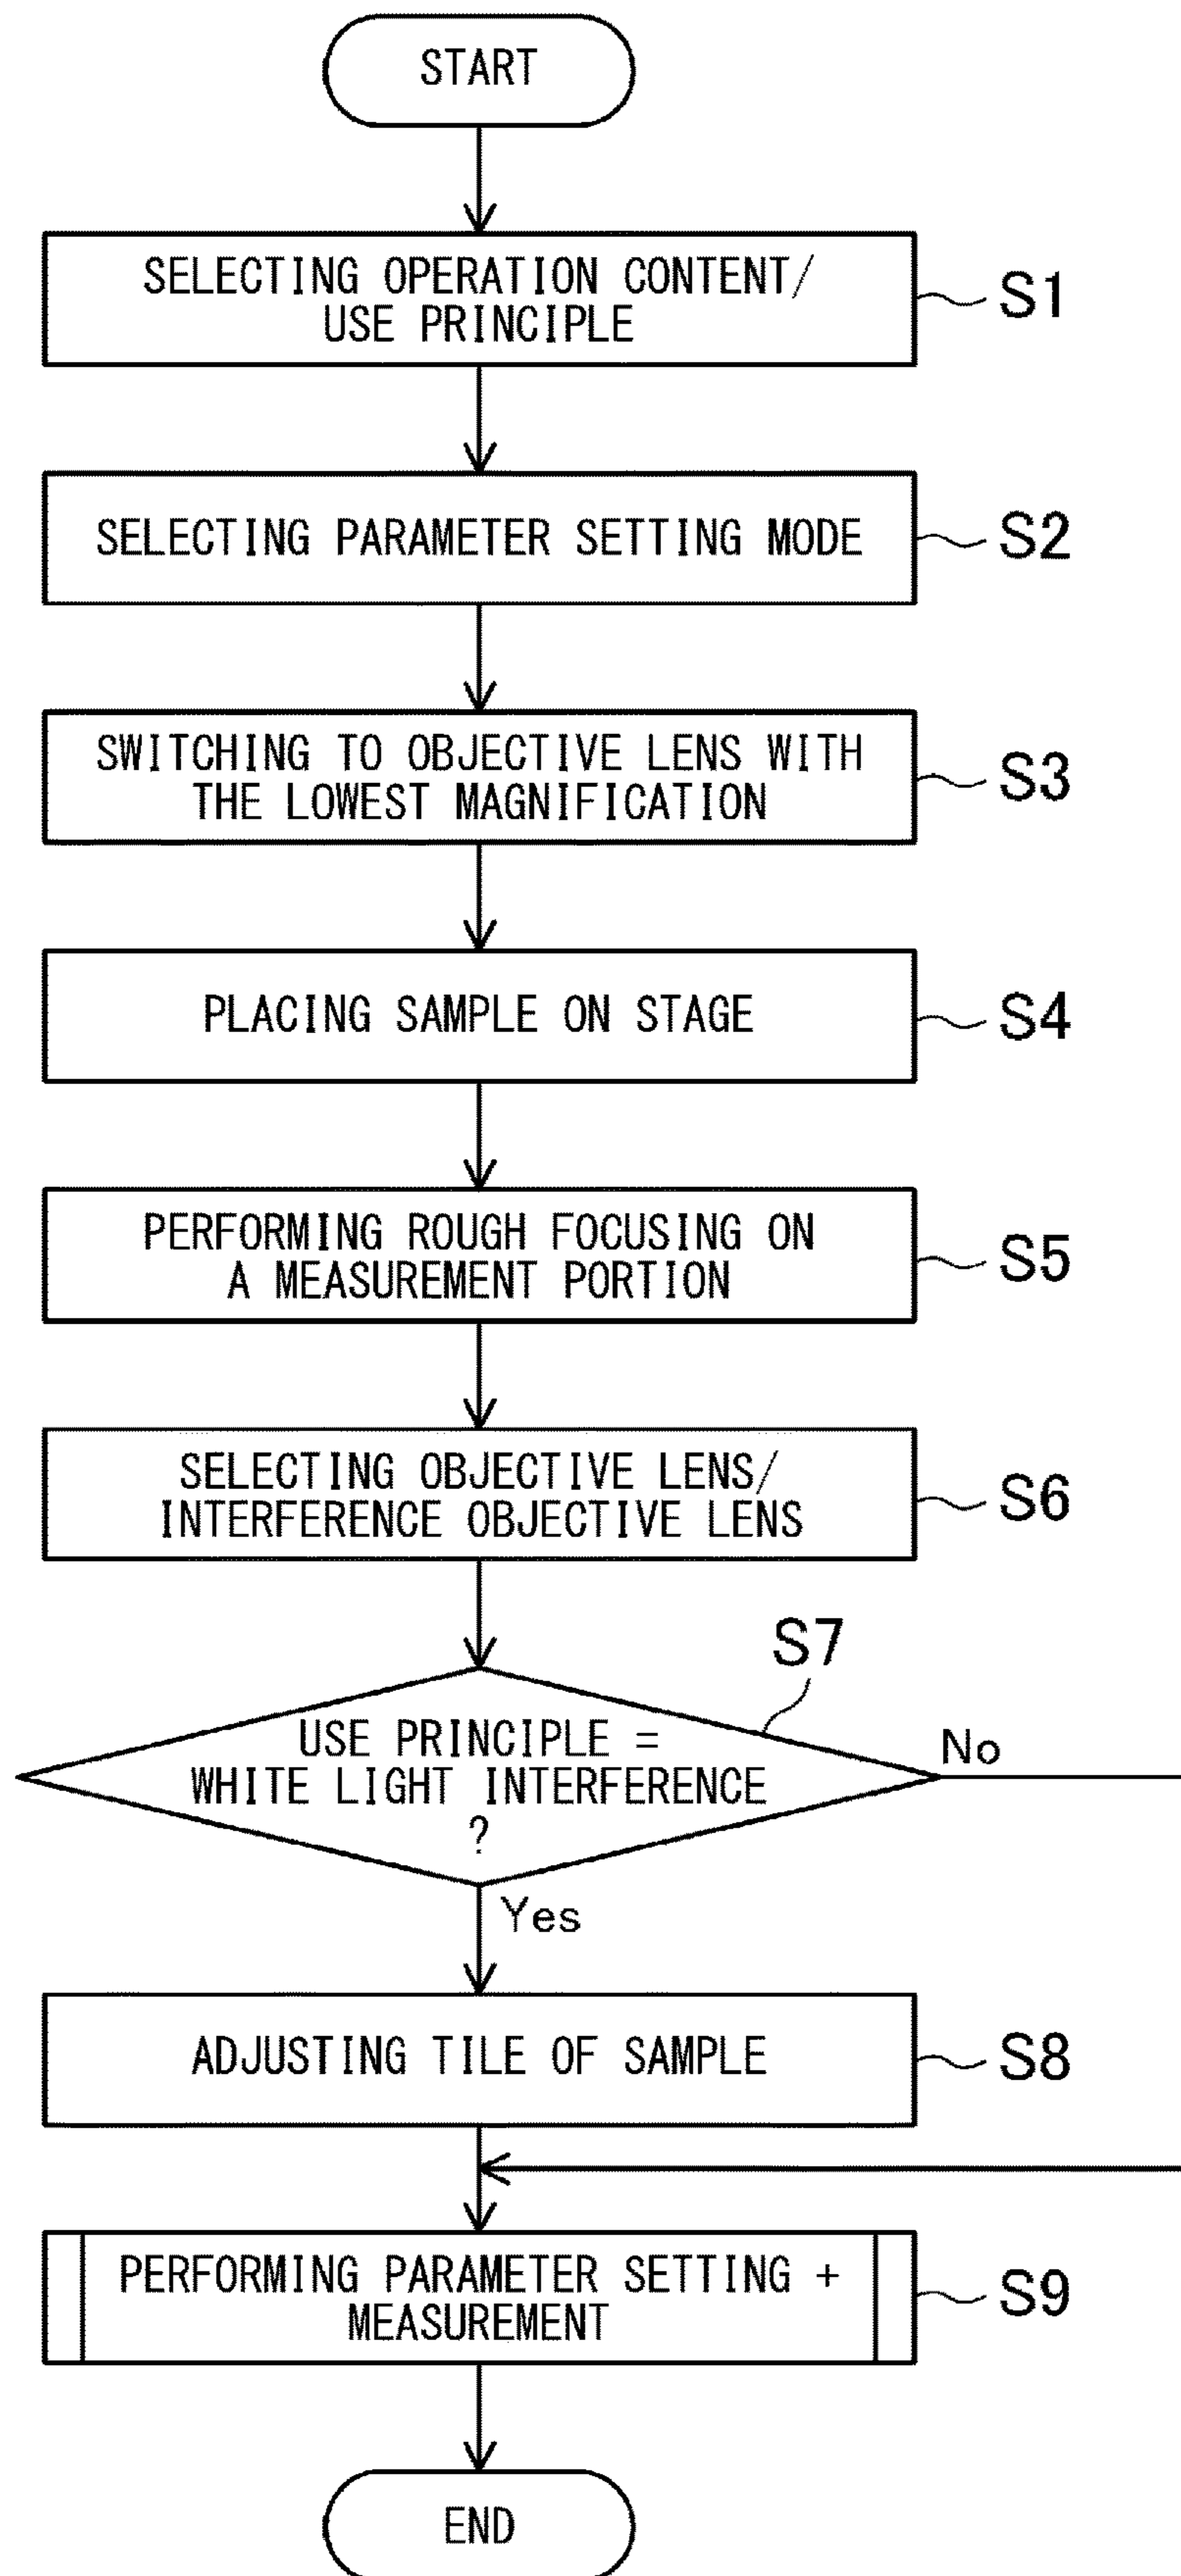 START
SELECTING OPERATION CONTENT/
USE PRINCIPLE
S1
SELECTING PARAMETER SETTING MODE
S2
SWITCHING TO OBJECTIVE LENS WITH
THE LOWEST MAGNIFICATION
S3
PLACING SAMPLE ON STAGE
S4
PERFORMING ROUGH FOCUSING ON
A MEASUREMENT PORTION
S5
SELECTING OBJECTIVE LENS/
INTERFERENCE OBJECTIVE LENS
S6
S7
USE PRINCIPLE =
WHITE LIGHT INTERFERENCE
?
No
Yes
ADJUSTING TILE OF SAMPLE
S8
PERFORMING PARAMETER SETTING +
MEASUREMENT
S9
END